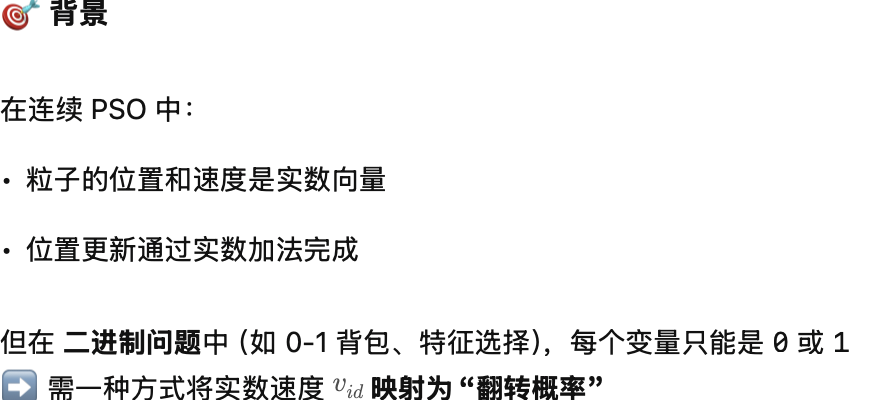 🎯 背景
在连续 PSO 中：
• 粒子的位置和速度是实数向量
• 位置更新通过实数加法完成
但在 二进制问题中（如 0-1 背包、特征选择），每个变量只能是 0 或 1
➡️ 需一种方式将实数速度 v_{id} 映射为 “翻转概率”